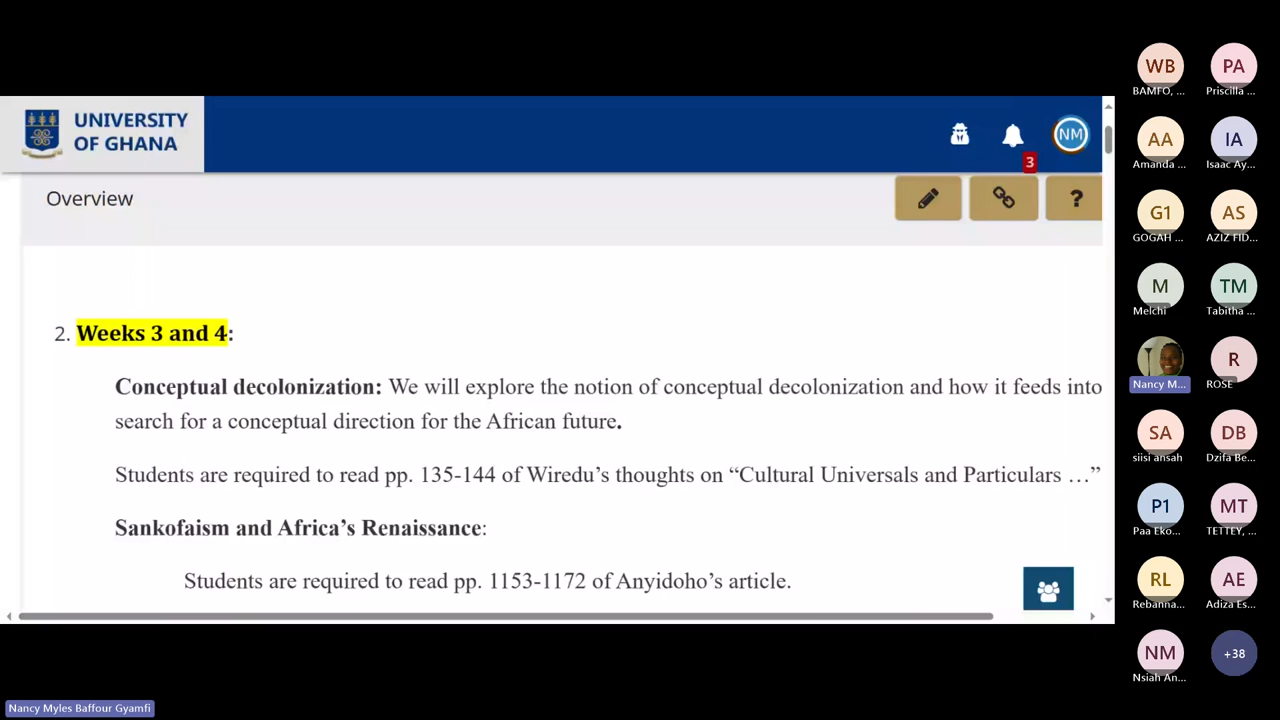 UNIVERSITY
OF GHANA
NM
3
Overview
?
2. Weeks 3 and 4:
Conceptual decolonization: We will explore the notion of conceptual decolonization and how it feeds into
search for a conceptual direction for the African future.
Students are required to read pp. 135-144 of Wiredu’s thoughts on “Cultural Universals and Particulars …”
Sankofaism and Africa’s Renaissance:
Students are required to read pp. 1153-1172 of Anyidoho’s article.
WB
BAMFO, ...
PA
Priscilla ...
AA
Amanda ...
IA
Isaac Ay...
G1
GOGAH ...
AS
AZIZ FID...
M
Melchi
TM
Tabitha ...
Nancy M...
R
ROSE
SA
siisi ansah
DB
Dzifa Be...
P1
Paa Eko...
MT
TETTEY, ...
RL
Rebanna...
AE
Adiza Es...
NM
Nsiah An...
+38
Nancy Myles Baffour Gyamfi